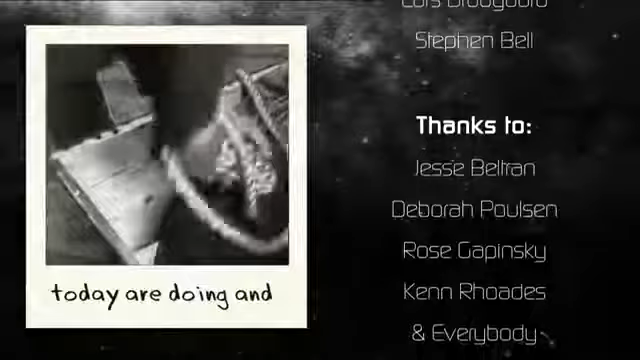 Stephen Bell
Thanks to:
Jesse Beltran
Deborah Poulsen
Rose Gapinsky
Kenn Rhoades
& Everybody
today are doing and